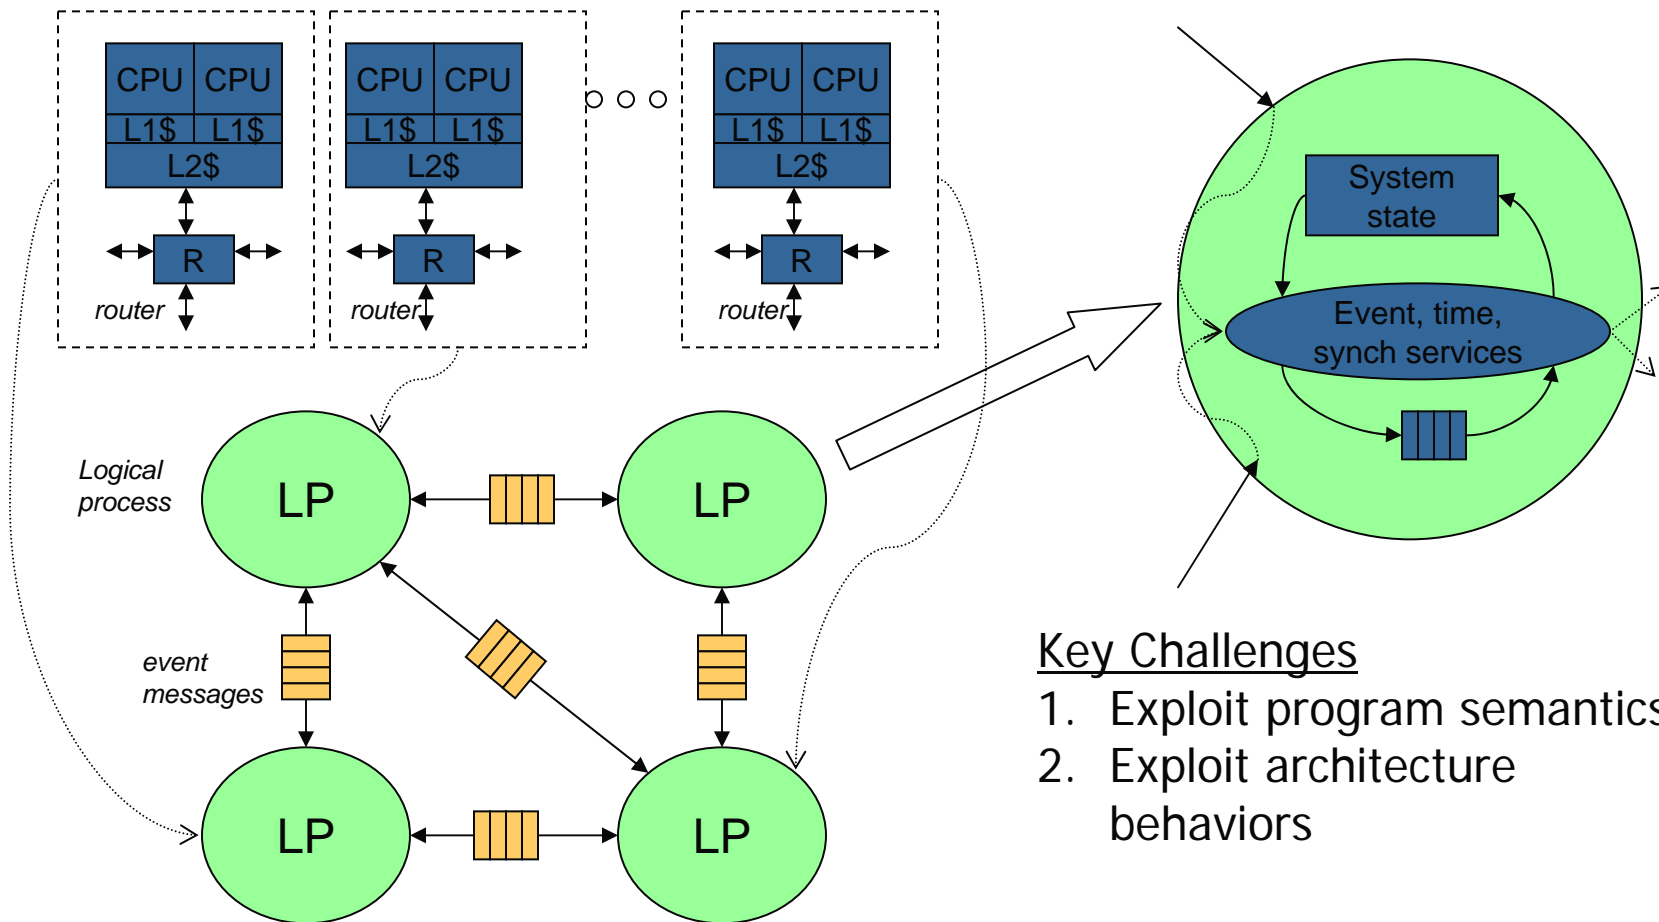 CPU CPU
L1$ L1$
L2$
R
router
CPU CPU
L1$ L1$
L2$
R
router
CPU CPU
L1$ L1$
L2$
R
router
System
state
Event, time,
synch services
Logical
process
LP
LP
event
messages
LP
LP
Key Challenges
1. Exploit program semantics
2. Exploit architecture
behaviors